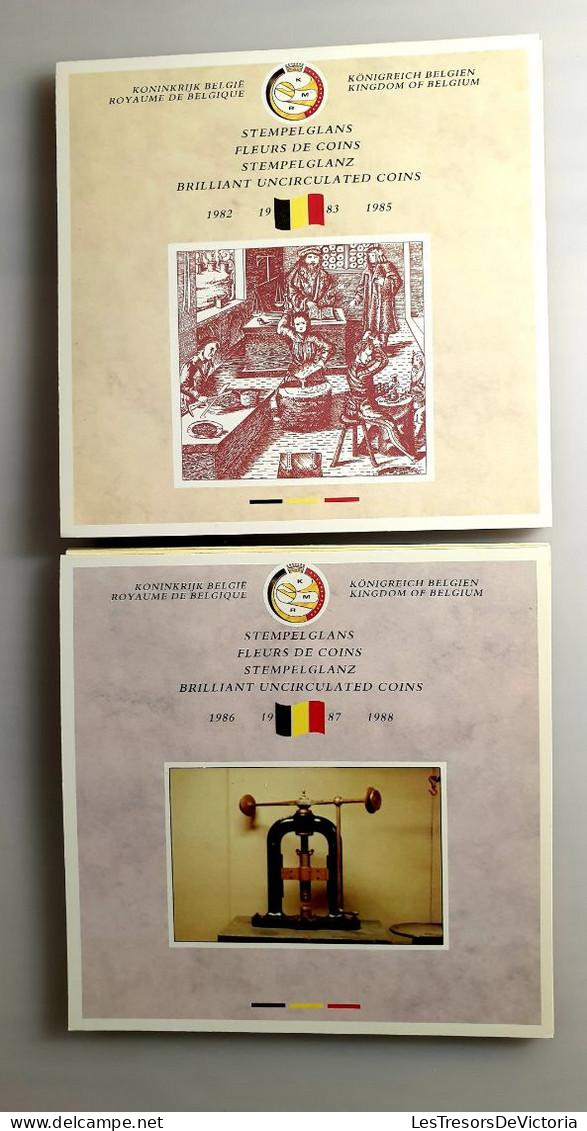 KONINKRIJK BELGIË
ROYAUME DE BELGIQUE
K
M
R
KÖNIGREICH BELGIEN
KINGDOM OF BELGIUM
STEMPELGLANS
FLEURS DE COINS
STEMPELGLANZ
BRILLIANT UNCIRCULATED COINS
1982 19 83 1985
KONINKRIJK BELGIË
ROYAUME DE BELGIQUE
K
M
R
KÖNIGREICH BELGIEN
KINGDOM OF BELGIUM
STEMPELGLANS
FLEURS DE COINS
STEMPELGLANZ
BRILLIANT UNCIRCULATED COINS
1986 19 87 1988
delcampe.net
LesTresorsDeVictoria